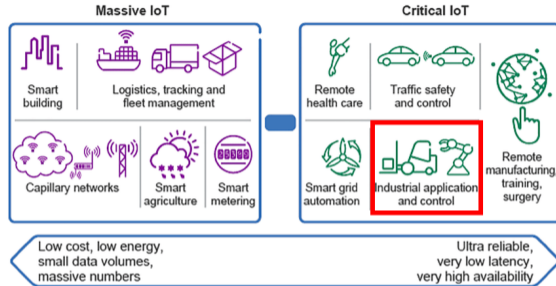 Massive IoT
Smart
building
Logistics, tracking and
fleet management
Capillary networks
Smart
agriculture
Smart
metering
Critical IoT
Remote
health care
Traffic safety
and control
Smart grid
automation
Industrial application
and control
Remote
manufacturing,
training,
surgery
Low cost, low energy,
small data volumes,
massive numbers
Ultra reliable,
very low latency,
very high availability